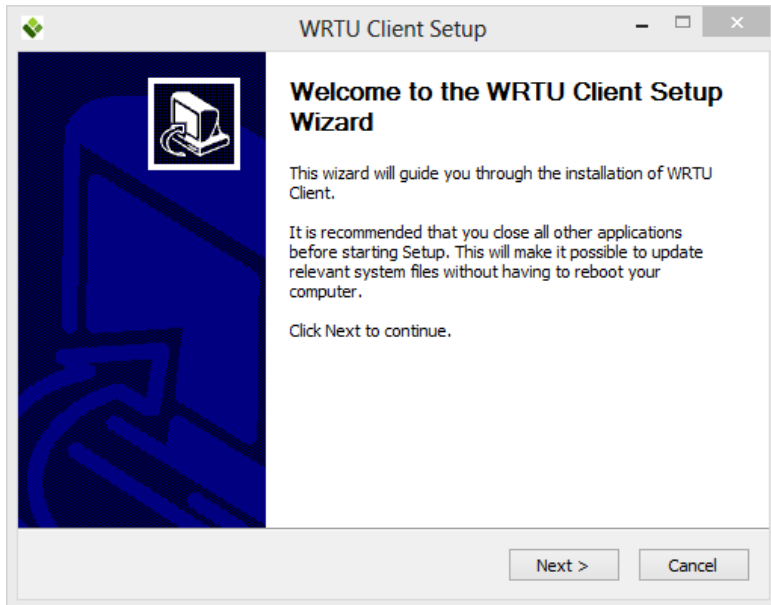 WRTU Client Setup
Welcome to the WRTU Client Setup
Wizard
This wizard will guide you through the installation of WRTU
Client.
It is recommended that you close all other applications
before starting Setup. This will make it possible to update
relevant system files without having to reboot your
computer.
Click Next to continue.
Next >
Cancel